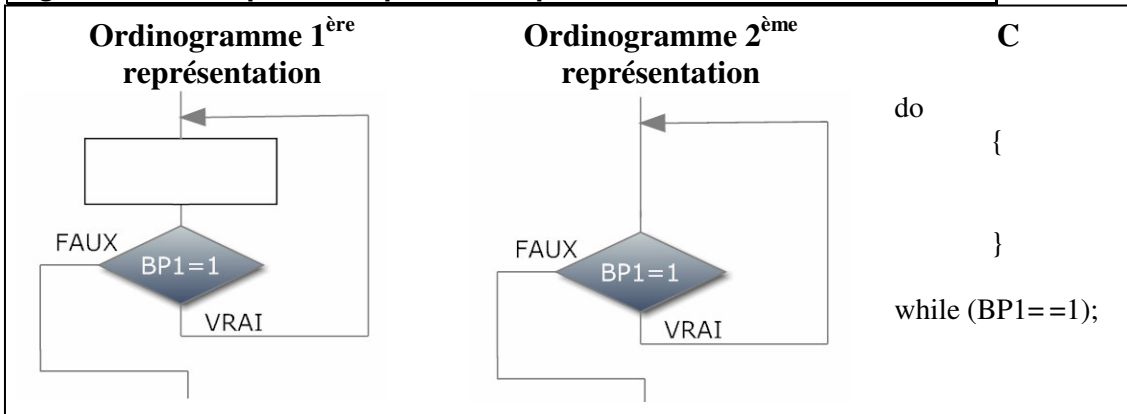 Ordinogramme 1ère
représentation
FAUX
BP1=1
VRAI
Ordinogramme 2ème
représentation
FAUX
BP1=1
VRAI
C
do
{
}
while (BP1= =1);